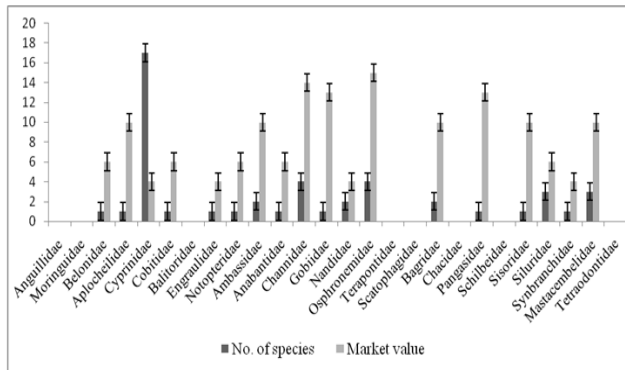 20
18
16
14
12
10
8
6
4
2
0
Anguillidae
Moringuidae
Belonidae
Aplocheilidae
Cyprinidae
Cobitidae
Balitoridae
Engraulidae
Notopteridae
Ambassidae
Anabantidae
Channidae
Gobiidae
Nandidae
Osphronemidae
Terapontidae
Scatophagidae
Bagridae
Chacidae
Pangasidae
Schilbeidae
Sisoridae
Siluridae
Synbranchidae
Mastacembelidae
Tetraodontidae
No. of species
Market value